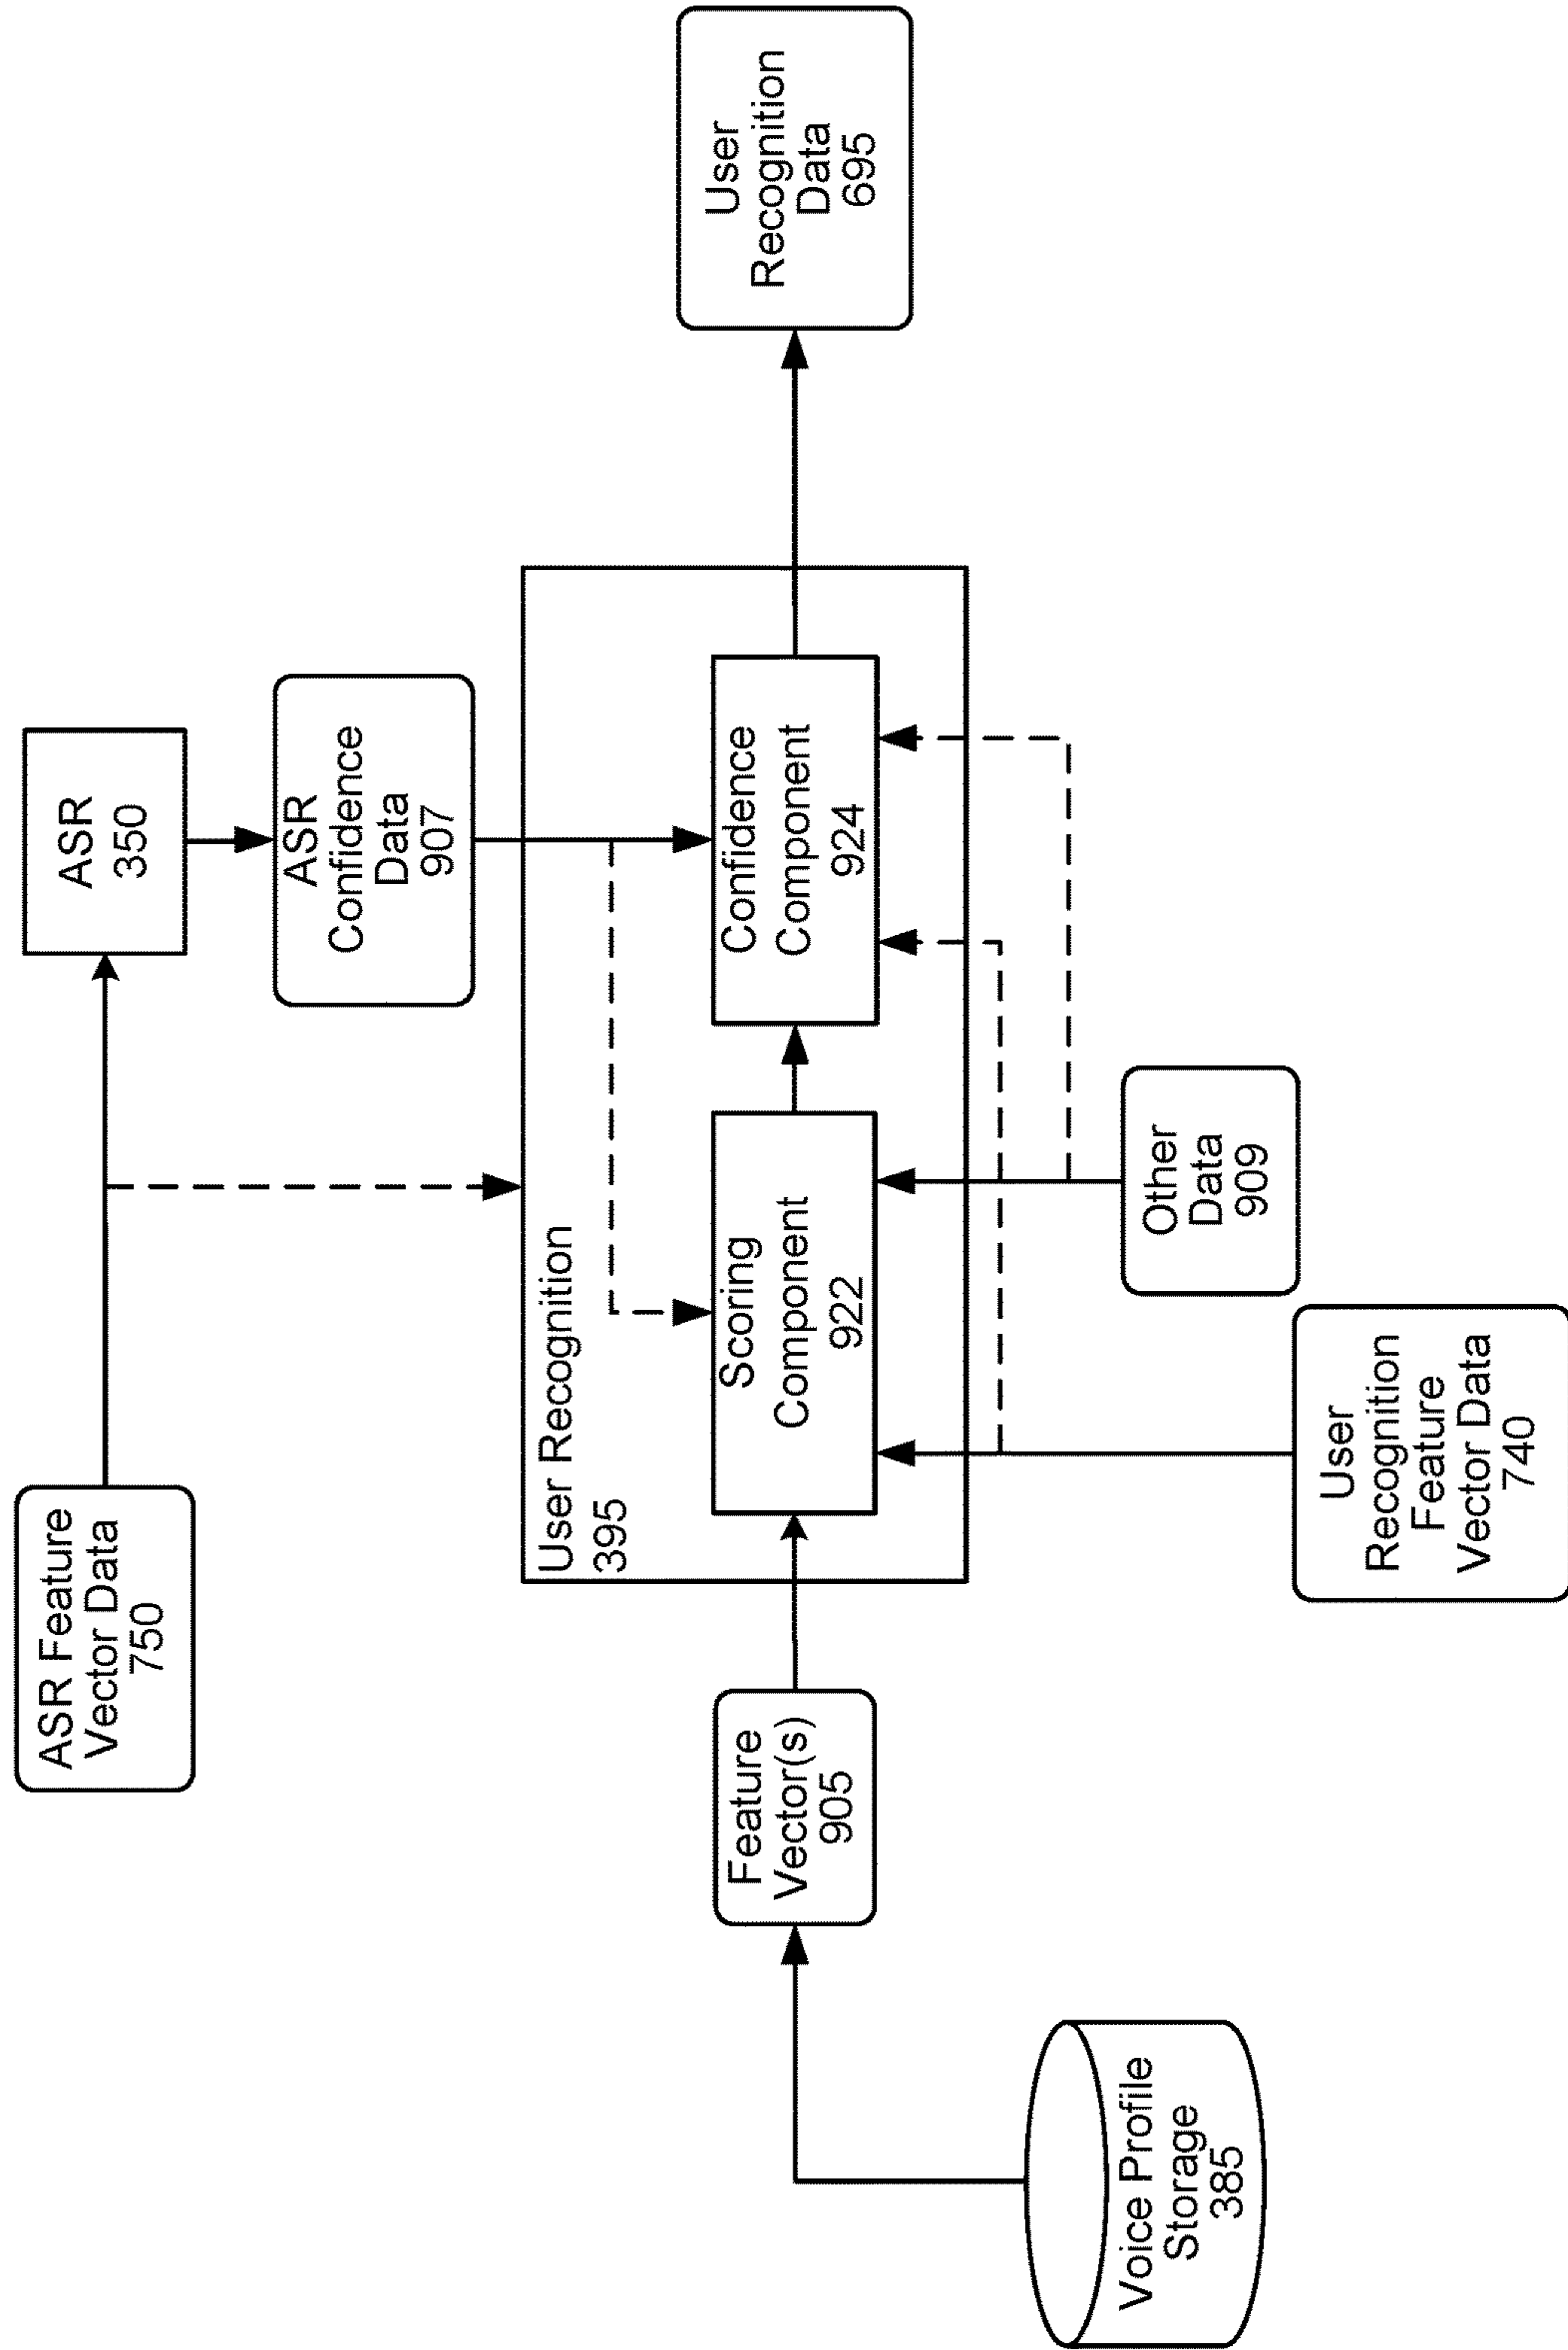 ASR Feature
Vector Data
750
ASR
350
ASR
Confidence
Data
907
User Recognition
395
Voice Profile
Storage
385
Feature
Vector(s)
905
Scoring
Component
922
Confidence
Component
924
User
Recognition
Data
695
Other
Data
909
User
Recognition
Feature
Vector Data
740